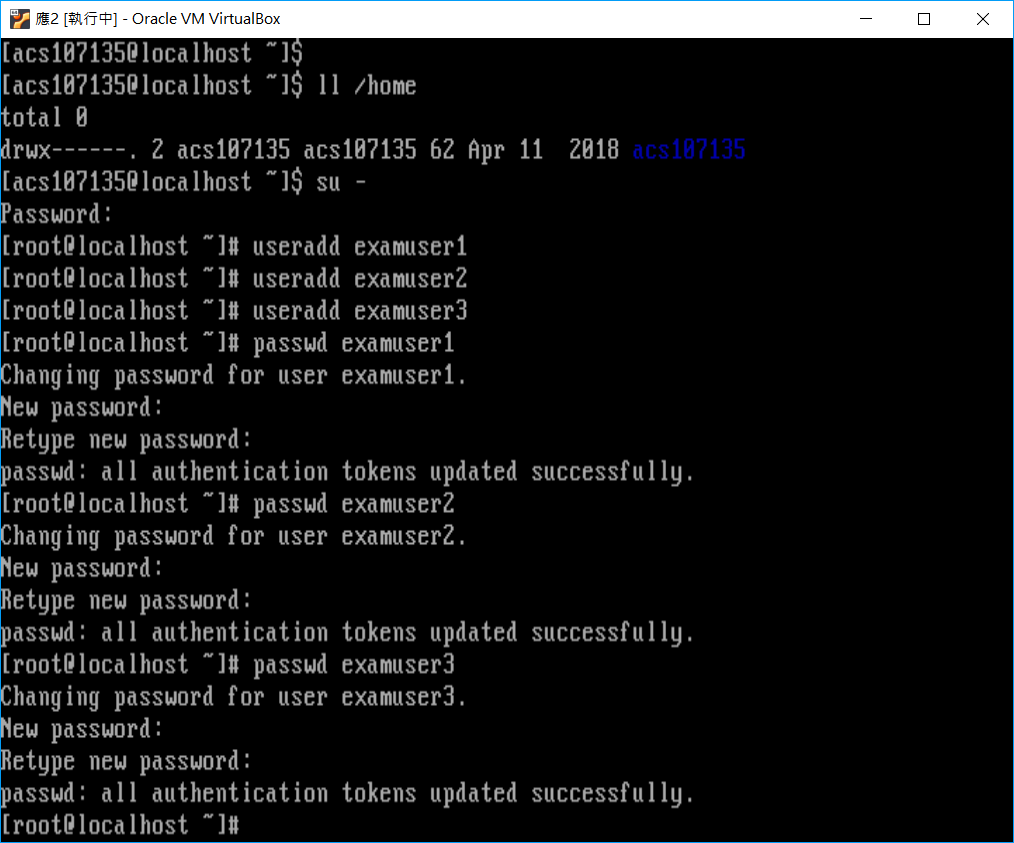 應2 [執行中] - Oracle VM VirtualBox
[acs107135@localhost ~]$
[acs107135@localhost ~]$ ll /home
total 0
drwx------. 2 acs107135 acs107135 62 Apr 11  2018 acs107135
[acs107135@localhost ~]$ su -
Password:
[root@localhost ~]# useradd examuser1
[root@localhost ~]# useradd examuser2
[root@localhost ~]# useradd examuser3
[root@localhost ~]# passwd examuser1
Changing password for user examuser1.
New password:
Retype new password:
passwd: all authentication tokens updated successfully.
[root@localhost ~]# passwd examuser2
Changing password for user examuser2.
New password:
Retype new password:
passwd: all authentication tokens updated successfully.
[root@localhost ~]# passwd examuser3
Changing password for user examuser3.
New password:
Retype new password:
passwd: all authentication tokens updated successfully.
[root@localhost ~]#